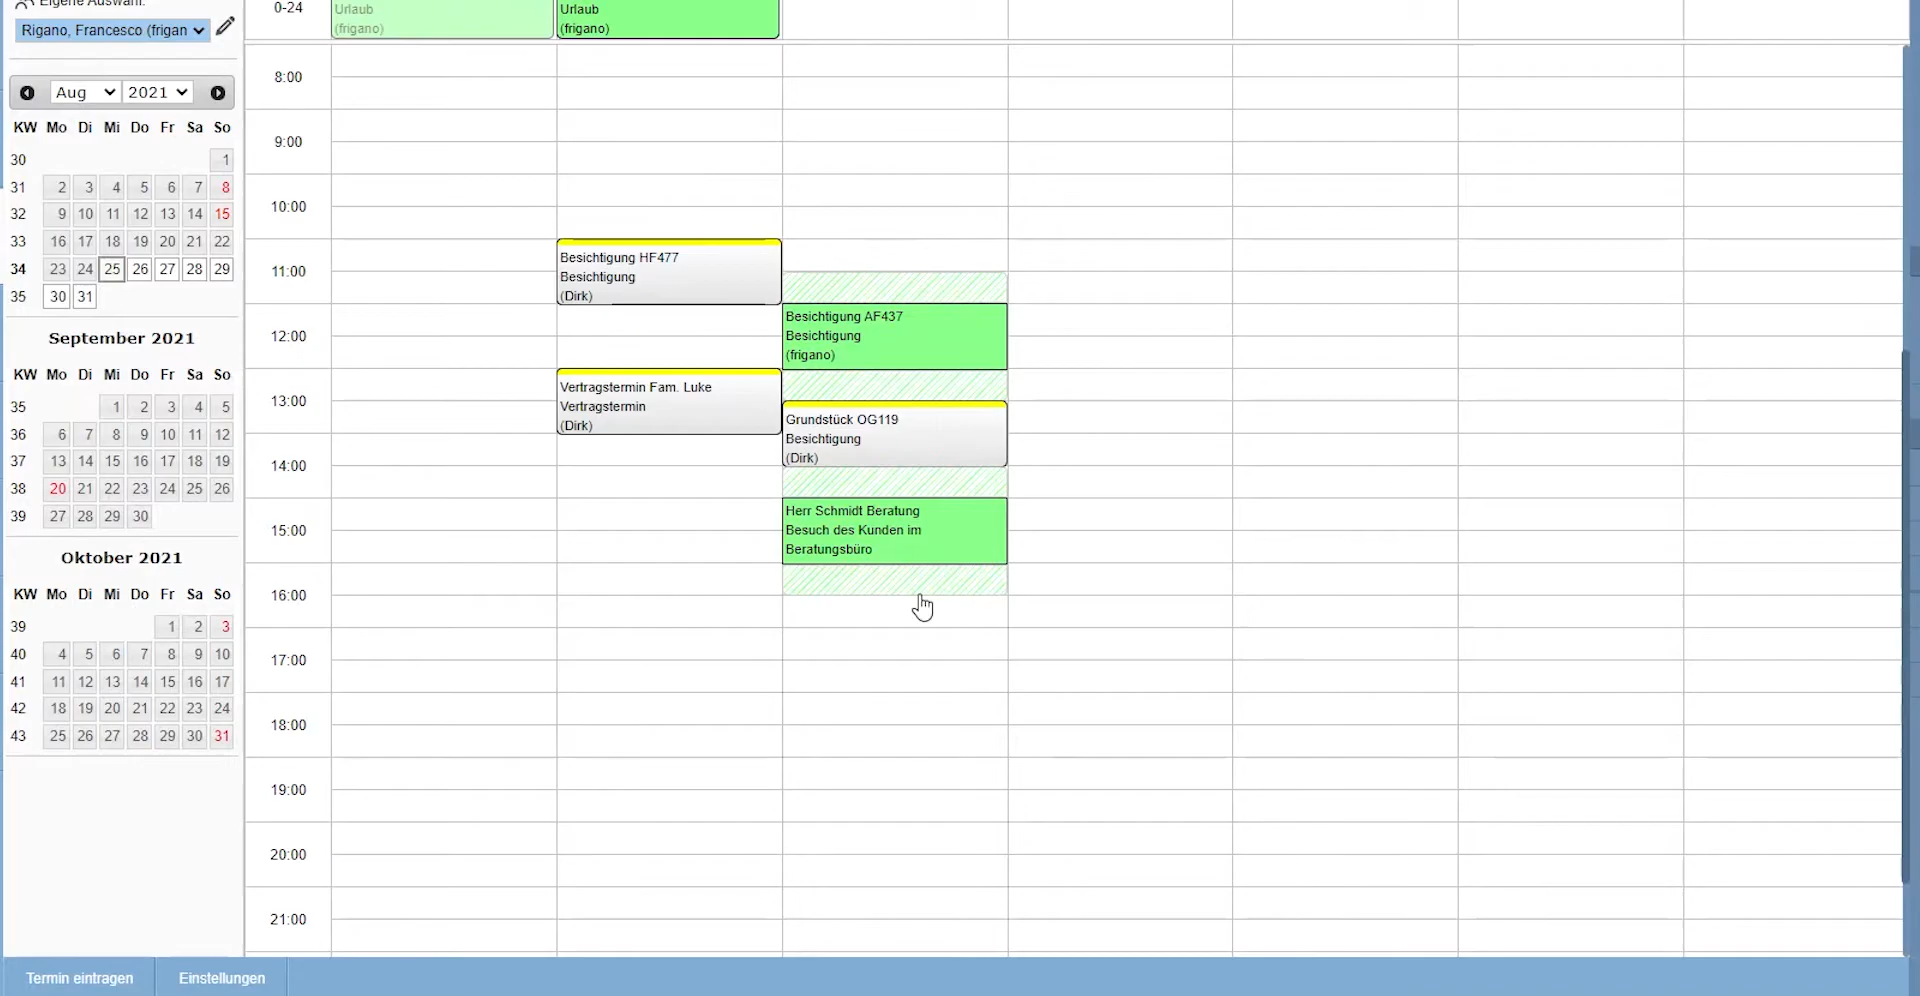 Eigene Auswahl:
Rigano, Francesco (frigan
Aug 2021
KW Mo Di Mi Do Fr Sa So
30 1
31 2 3 4 5 6 7 8
32 9 10 11 12 13 14 15
33 16 17 18 19 20 21 22
34 23 24 25 26 27 28 29
35 30 31
September 2021
KW Mo Di Mi Do Fr Sa So
35 1 2 3 4 5
36 6 7 8 9 10 11 12
37 13 14 15 16 17 18 19
38 20 21 22 23 24 25 26
39 27 28 29 30
Oktober 2021
KW Mo Di Mi Do Fr Sa So
39 1 2 3
40 4 5 6 7 8 9 10
41 11 12 13 14 15 16 17
42 18 19 20 21 22 23 24
43 25 26 27 28 29 30 31
0-24
Urlaub
(frigano)
Urlaub
(frigano)
8:00
9:00
10:00
11:00
12:00
13:00
14:00
15:00
16:00
17:00
18:00
19:00
20:00
21:00
Besichtigung HF477
Besichtigung
(Dirk)
Vertragstermin Fam. Luke
Vertragstermin
(Dirk)
Besichtigung AF437
Besichtigung
(frigano)
Grundstück OG119
Besichtigung
(Dirk)
Herr Schmidt Beratung
Besuch des Kunden im
Beratungsbüro
Termin eintragen
Einstellungen